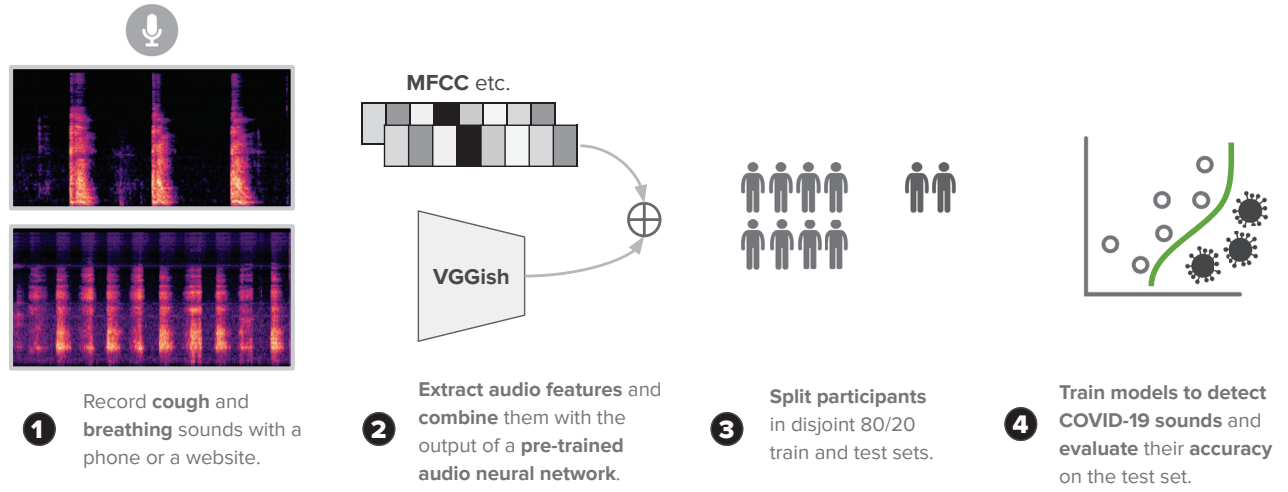 MFCC etc.
VGGish
1
Record cough and
breathing sounds with a
phone or a website.
2
Extract audio features and
combine them with the
output of a pre-trained
audio neural network.
3
Split participants
in disjoint 80/20
train and test sets.
4
Train models to detect
COVID-19 sounds and
evaluate their accuracy
on the test set.